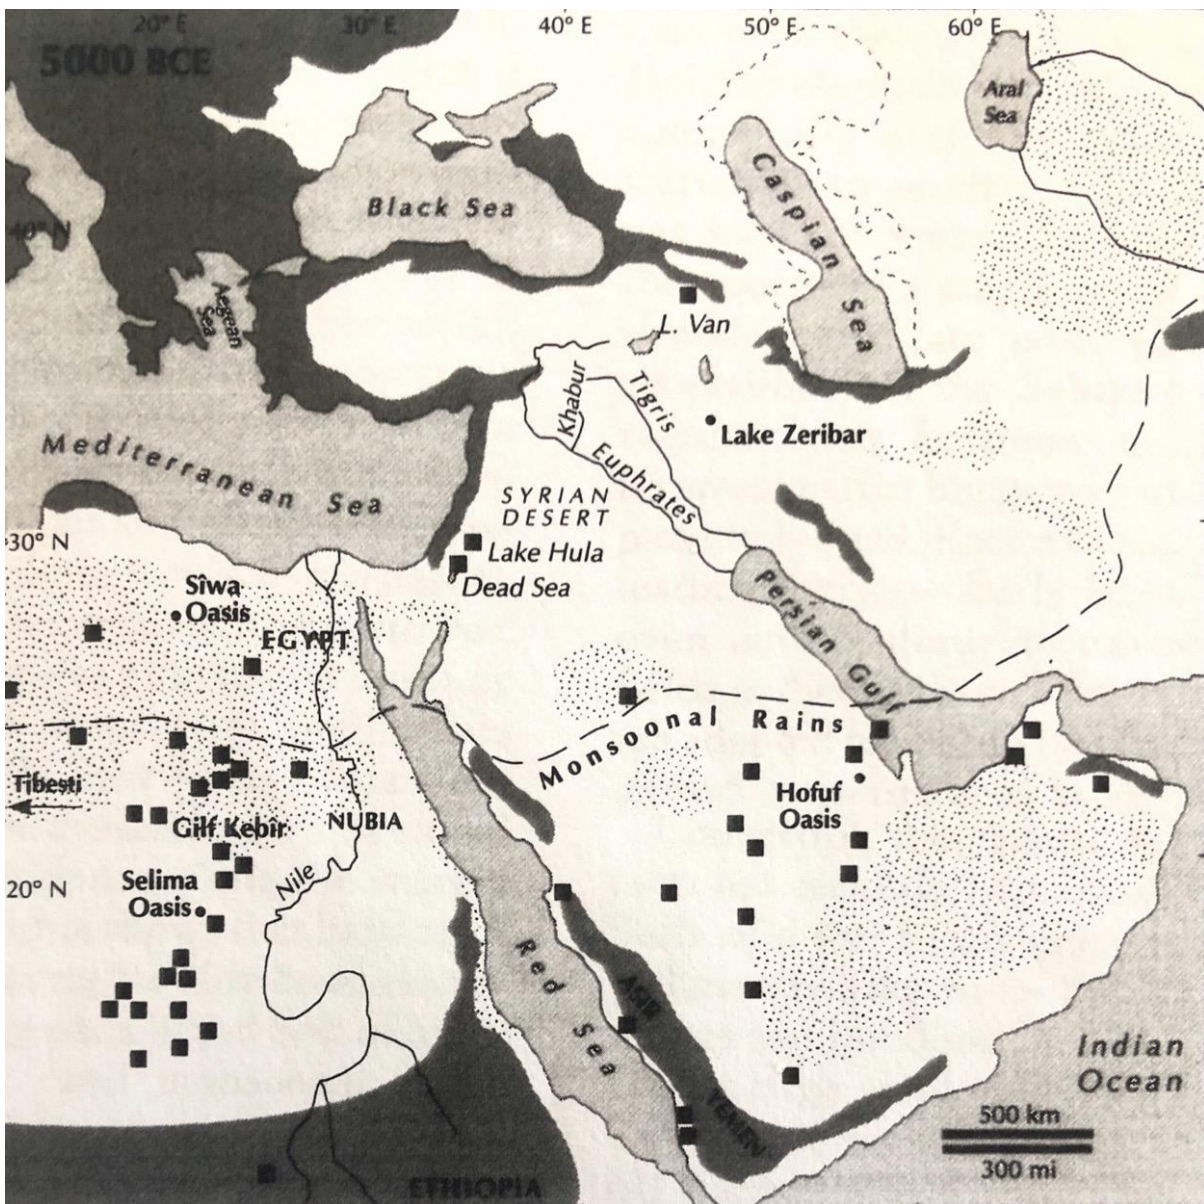 20° E
30° E
40° E
50° E
60° E
5000 BCE
Aral
Sea
Caspian
Sea
Black Sea
40° N
Aegean
Sea
L. Van
Khabur
Tigris
Lake Zeribar
Euphrates
Mediterranean Sea
SYRIAN
DESERT
30° N
Lake Hula
Dead Sea
Sîwa
Oasis
Persian Gulf
EGYPT
Monsoonal Rains
Tibesti
Hofuf
Oasis
Gilf Kebîr
NUBIA
20° N
Selima
Oasis
Nile
Red
Sea
ASIR
Indian
Ocean
YEMEN
500 km
300 mi
ETHIOPIA